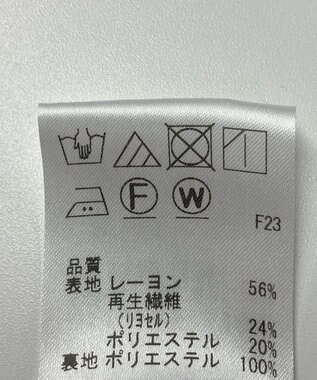 F W
F23
品質
表地 レーヨン 56%
再生繊維
(リヨセル) 24%
ポリエステル 20%
裏地 ポリエステル 100%